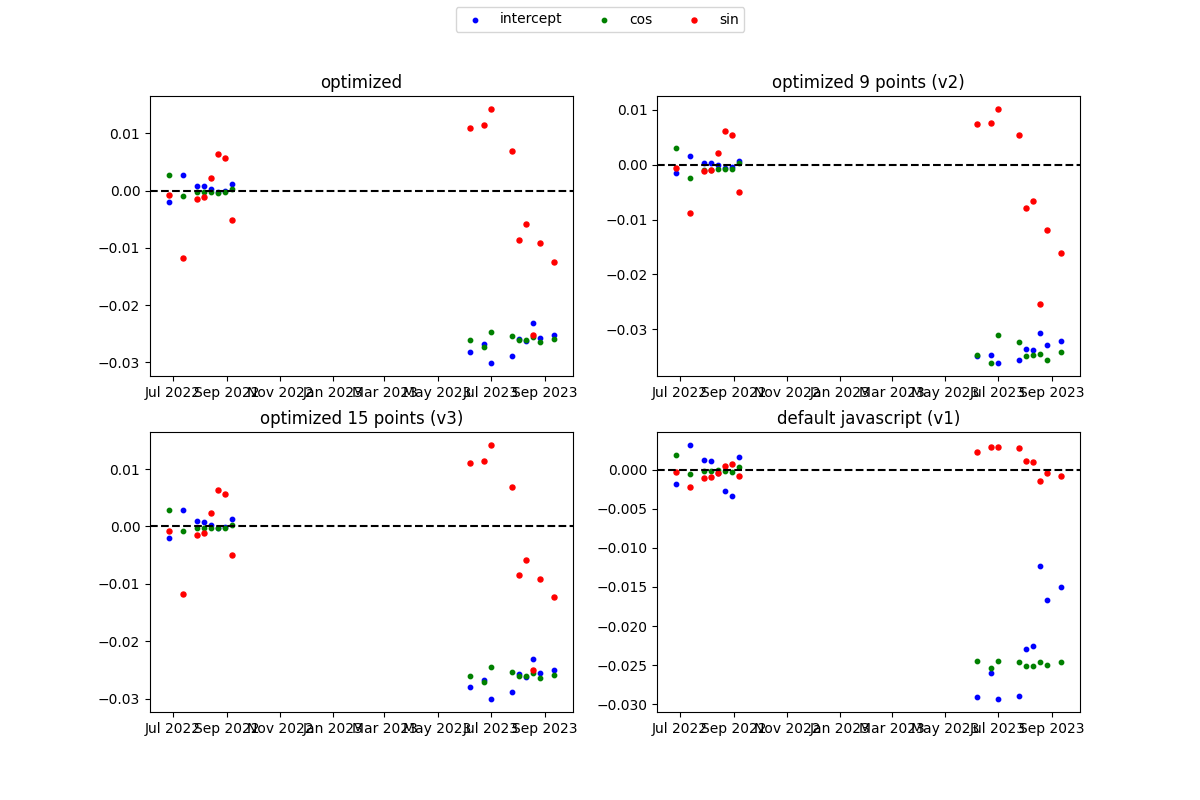 intercept cos sin
optimized
0.01
0.00
−0.01
−0.02
−0.03
Jul 2022 Sep 2022 Nov 2022 Jan 2023 Mar 2023 May 2023 Jul 2023 Sep 2023
optimized 9 points (v2)
0.01
0.00
−0.01
−0.02
−0.03
Jul 2022 Sep 2022 Nov 2022 Jan 2023 Mar 2023 May 2023 Jul 2023 Sep 2023
optimized 15 points (v3)
0.01
0.00
−0.01
−0.02
−0.03
Jul 2022 Sep 2022 Nov 2022 Jan 2023 Mar 2023 May 2023 Jul 2023 Sep 2023
default javascript (v1)
0.000
−0.005
−0.010
−0.015
−0.020
−0.025
−0.030
Jul 2022 Sep 2022 Nov 2022 Jan 2023 Mar 2023 May 2023 Jul 2023 Sep 2023